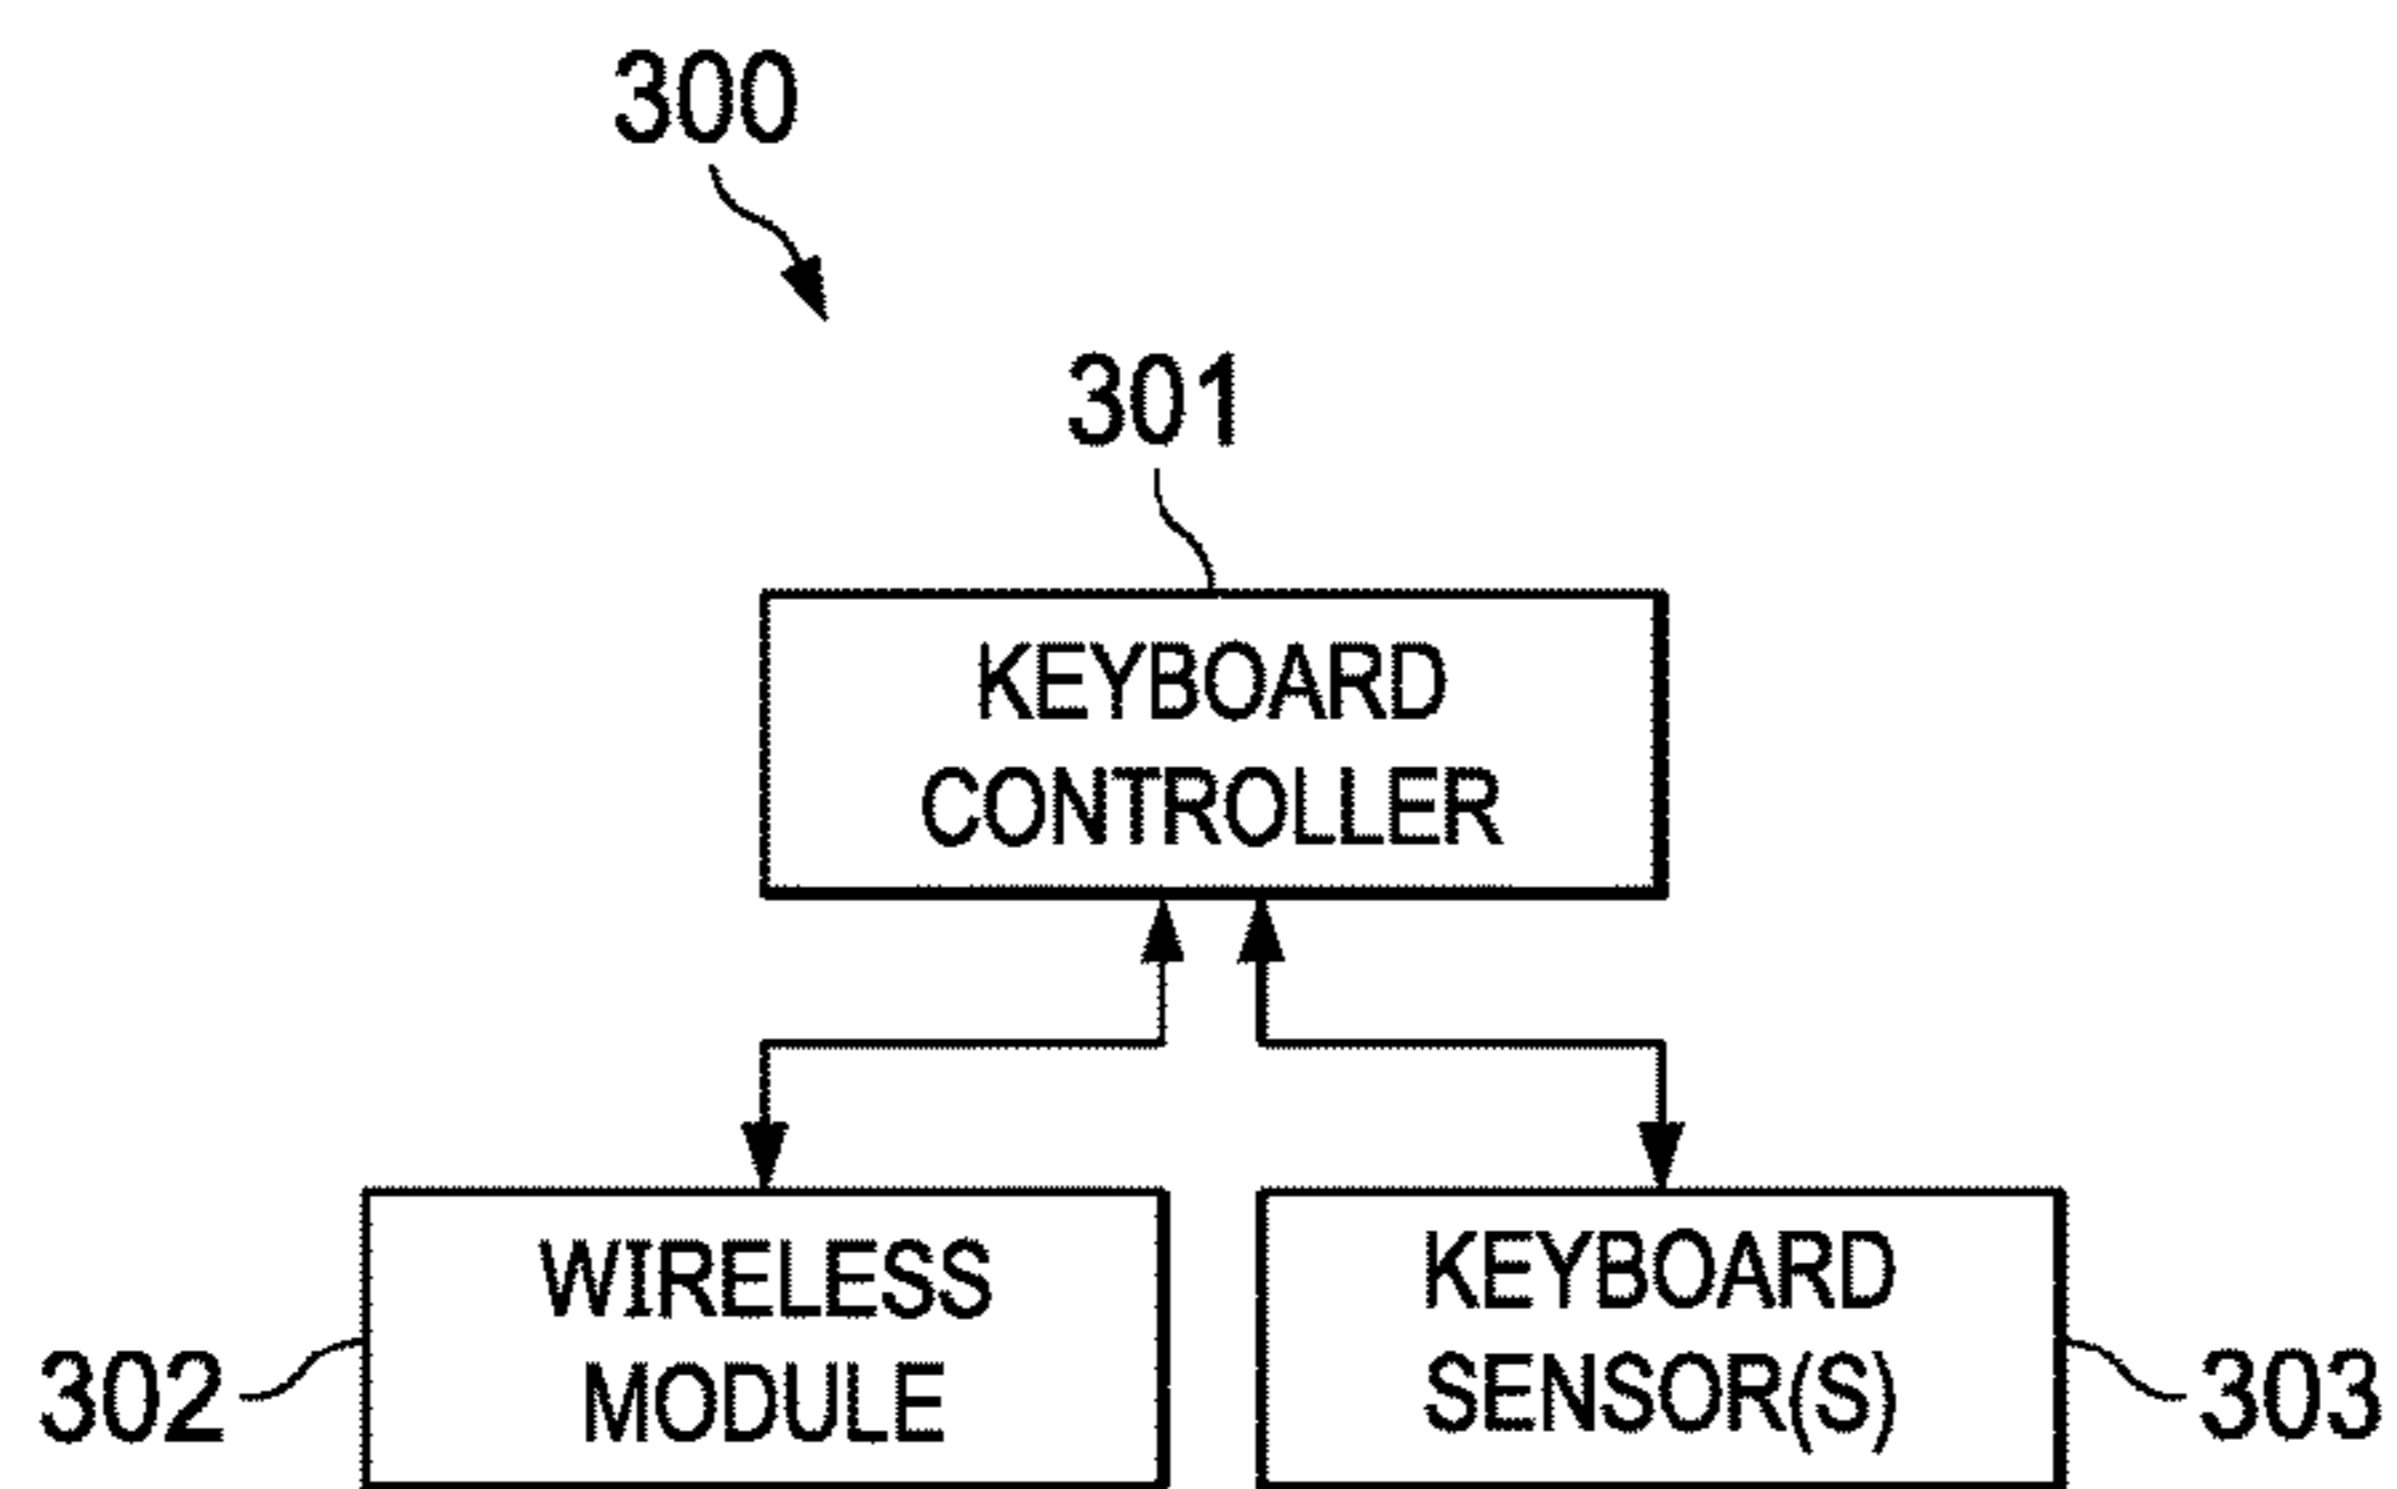 300
301
KEYBOARD
CONTROLLER
WIRELESS
MODULE
302
KEYBOARD
SENSOR(S)
303